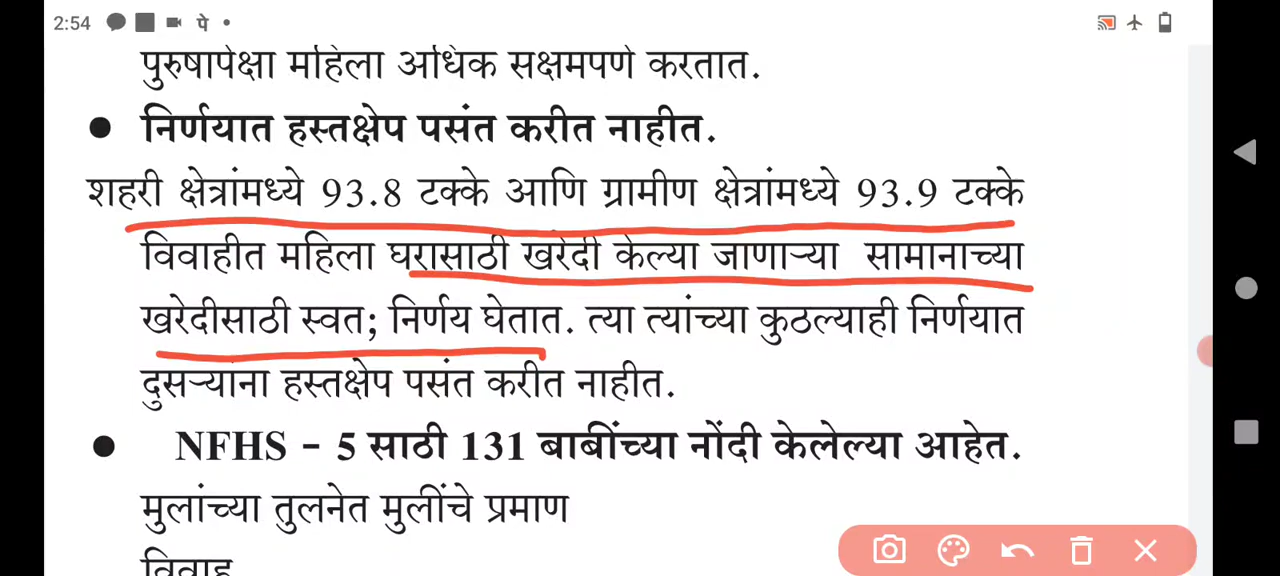 2:54 पे
पुरुषापेक्षा महिला अधिक सक्षमपणे करतात.
● निर्णयात हस्तक्षेप पसंत करीत नाहीत.
शहरी क्षेत्रांमध्ये 93.8 टक्के आणि ग्रामीण क्षेत्रांमध्ये 93.9 टक्के
विवाहीत महिला घरासाठी खरेदी केल्या जाणाऱ्या सामानाच्या
खरेदीसाठी स्वत; निर्णय घेतात. त्या त्यांच्या कुठल्याही निर्णयात
दुसऱ्यांना हस्तक्षेप पसंत करीत नाहीत.
● NFHS - 5 साठी 131 बाबींच्या नोंदी केलेल्या आहेत.
मुलांच्या तुलनेत मुलींचे प्रमाण
विवाह